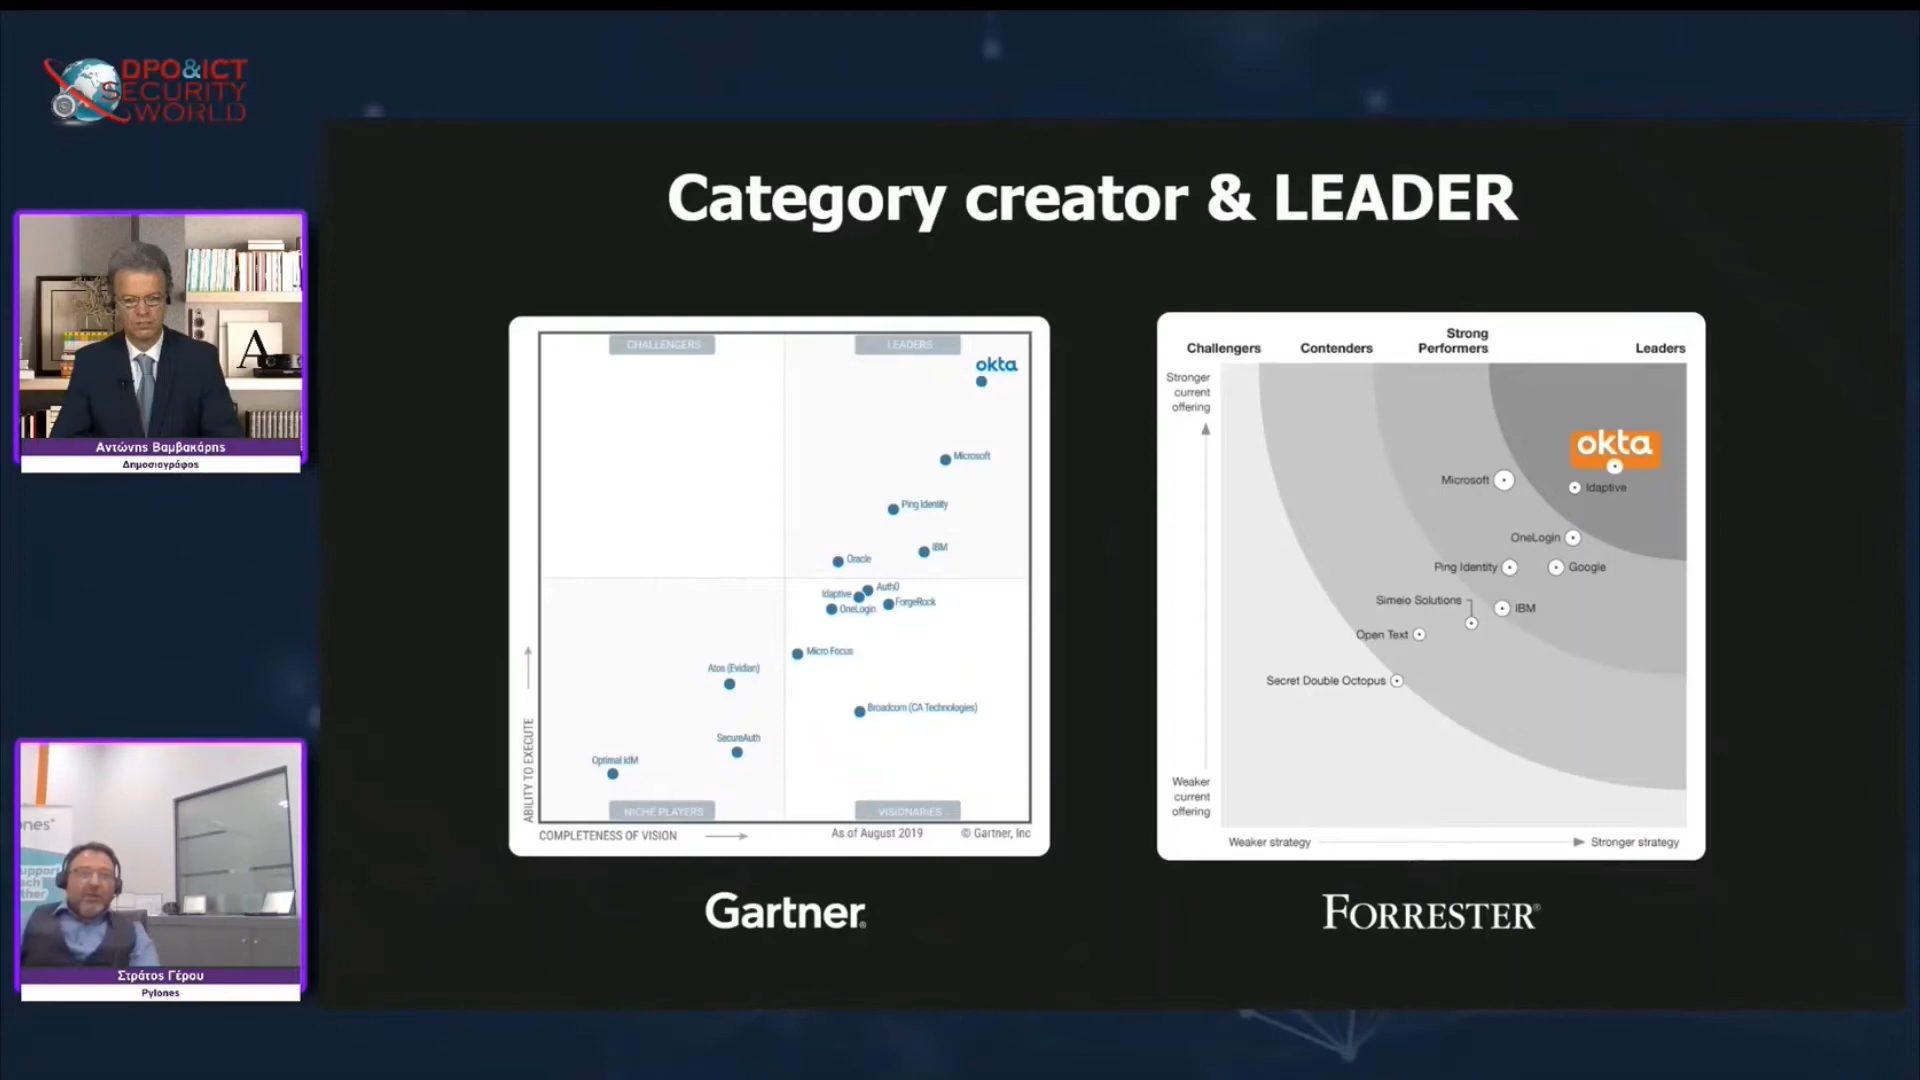 DPO&ICT
SECURITY
WORLD
Category creator & LEADER
Αντώνης Βαμβακάρης
Δημοσιογράφος
Στράτος Γέρου
Pylones
CHALLENGERS
LEADERS
okta
Microsoft
Ping Identity
IBM
Oracle
Auth0
Idaptive
ForgeRock
OneLogin
Micro Focus
Atos (Evidian)
Broadcom (CA Technologies)
SecureAuth
Optimal IdM
NICHE PLAYERS
VISIONARIES
ABILITY TO EXECUTE
COMPLETENESS OF VISION
As of August 2019
© Gartner, Inc
Gartner®
Challengers
Contenders
Strong
Performers
Leaders
Stronger
current
offering
okta
Microsoft
Idaptive
OneLogin
Ping Identity
Google
Simeio Solutions
IBM
Open Text
Secret Double Octopus
Weaker
current
offering
Weaker strategy
Stronger strategy
FORRESTER®